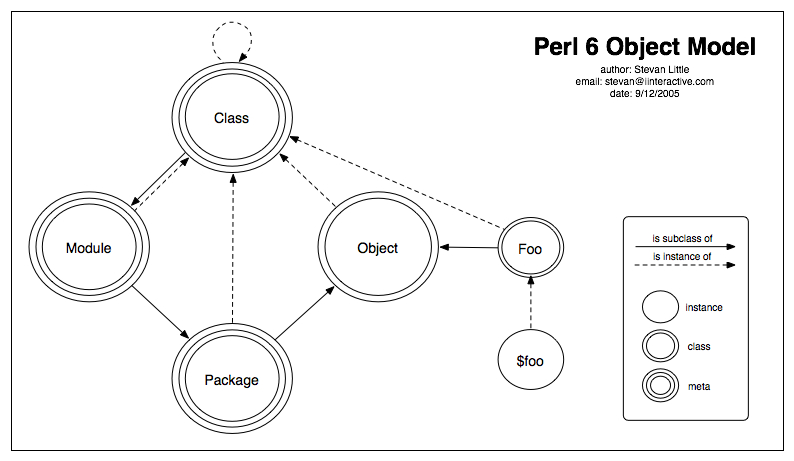 Perl 6 Object Model
author: Stevan Little
email: stevan@iinteractive.com
date: 9/12/2005
Class
Module
Object
Foo
Package
$foo
is subclass of
is instance of
instance
class
meta